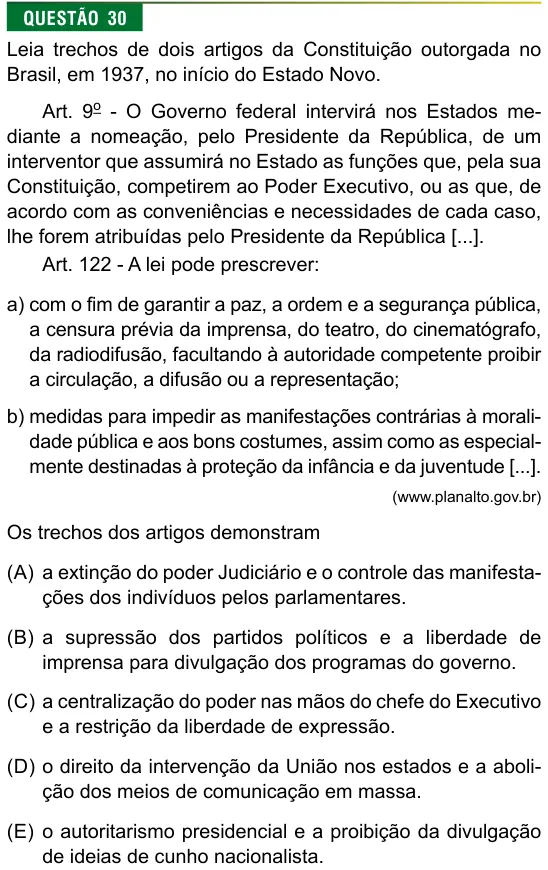 QUESTÃO 30
Leia trechos de dois artigos da Constituição outorgada no
Brasil, em 1937, no início do Estado Novo.
Art. 9º - O Governo federal intervirá nos Estados me-
diante a nomeação, pelo Presidente da República, de um
interventor que assumirá no Estado as funções que, pela sua
Constituição, competirem ao Poder Executivo, ou as que, de
acordo com as conveniências e necessidades de cada caso,
lhe forem atribuídas pelo Presidente da República [...].
Art. 122 - A lei pode prescrever:
a) com o fim de garantir a paz, a ordem e a segurança pública,
a censura prévia da imprensa, do teatro, do cinematógrafo,
da radiodifusão, facultando à autoridade competente proibir
a circulação, a difusão ou a representação;
b) medidas para impedir as manifestações contrárias à morali-
dade pública e aos bons costumes, assim como as especial-
mente destinadas à proteção da infância e da juventude [...].
(www.planalto.gov.br)
Os trechos dos artigos demonstram
(A) a extinção do poder Judiciário e o controle das manifesta-
ções dos indivíduos pelos parlamentares.
(B) a supressão dos partidos políticos e a liberdade de
imprensa para divulgação dos programas do governo.
(C) a centralização do poder nas mãos do chefe do Executivo
e a restrição da liberdade de expressão.
(D) o direito da intervenção da União nos estados e a aboli-
ção dos meios de comunicação em massa.
(E) o autoritarismo presidencial e a proibição da divulgação
de ideias de cunho nacionalista.